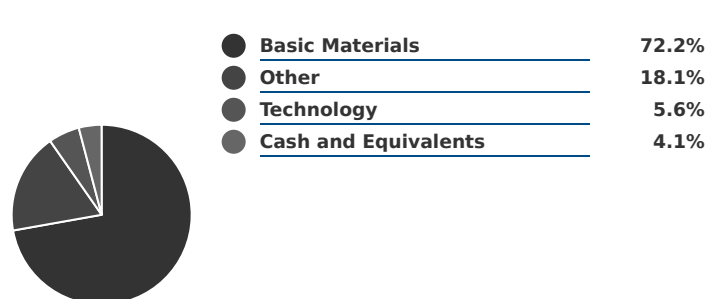 Basic Materials 72.2%
Other 18.1%
Technology 5.6%
Cash and Equivalents 4.1%